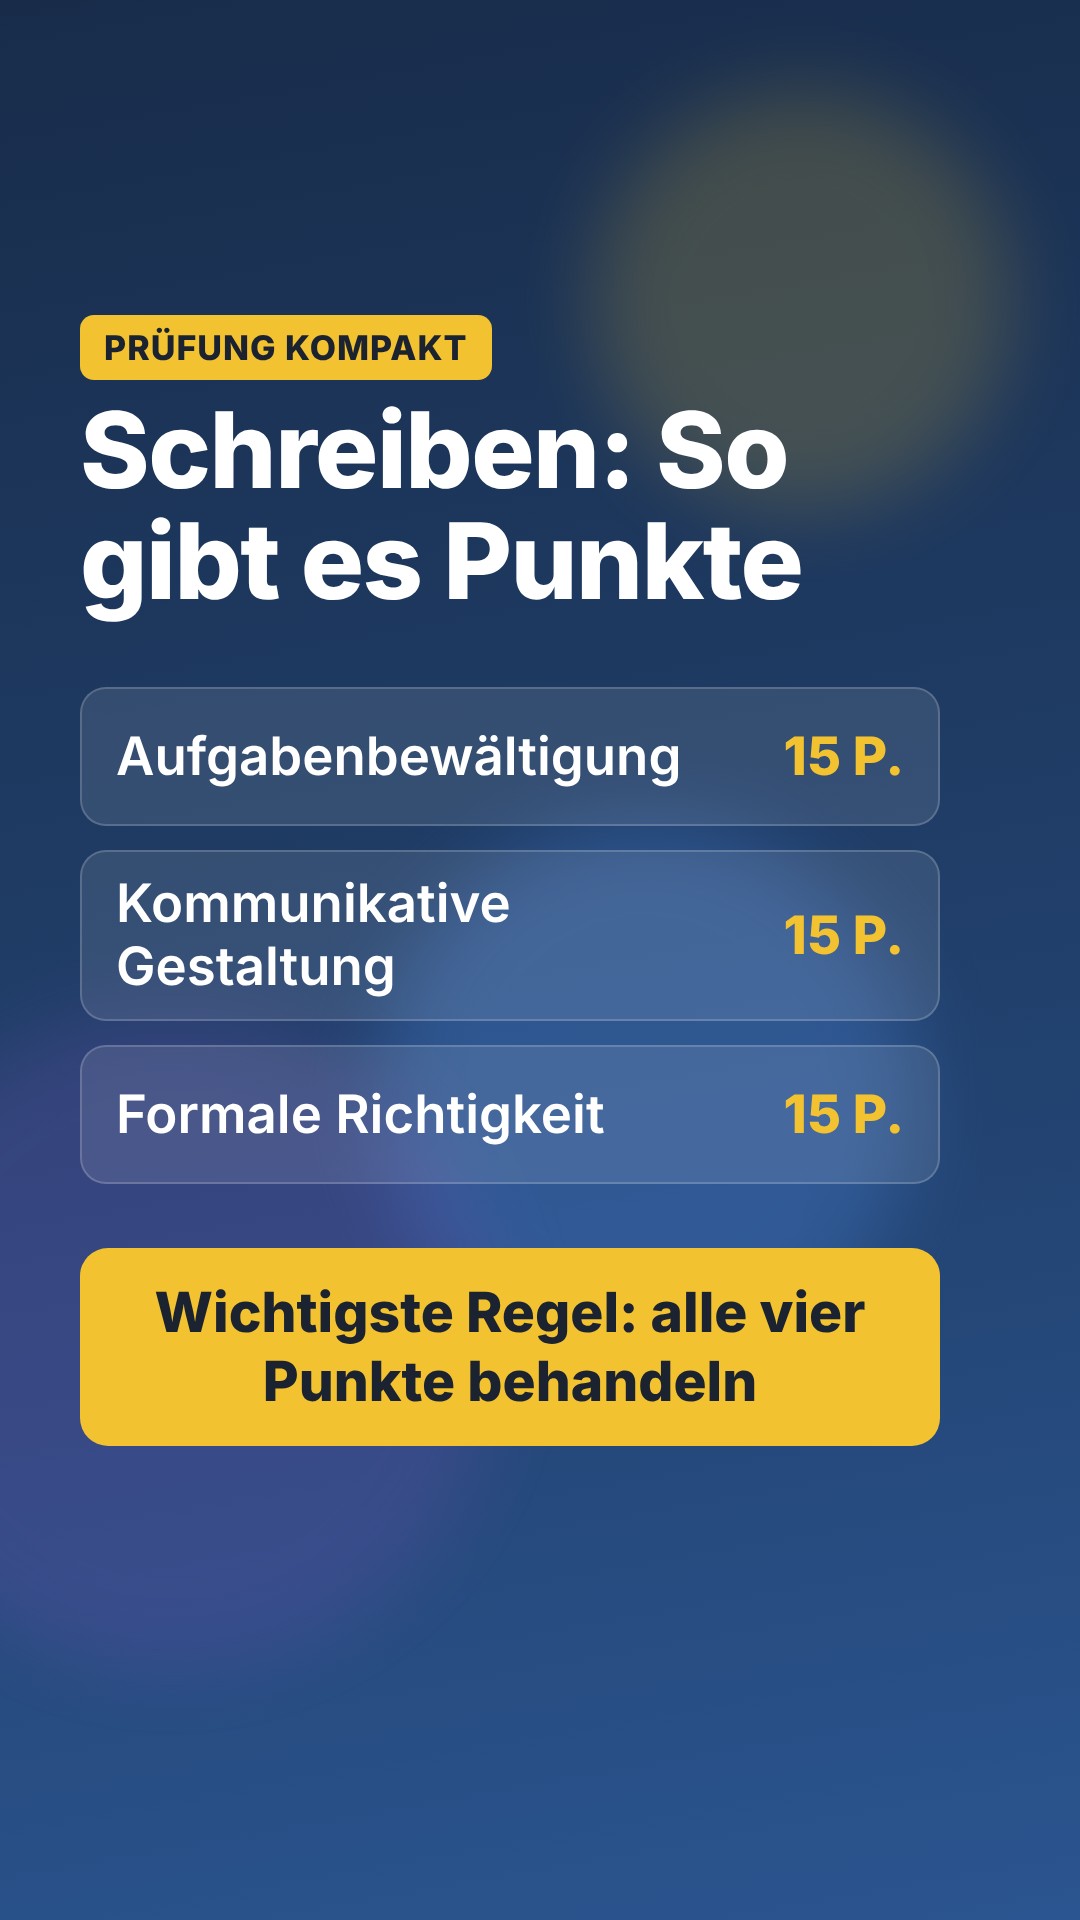 PRÜFUNG KOMPAKT
Schreiben: So
gibt es Punkte
Aufgabenbewältigung 15 P.
Kommunikative
Gestaltung 15 P.
Formale Richtigkeit 15 P.
Wichtigste Regel: alle vier
Punkte behandeln